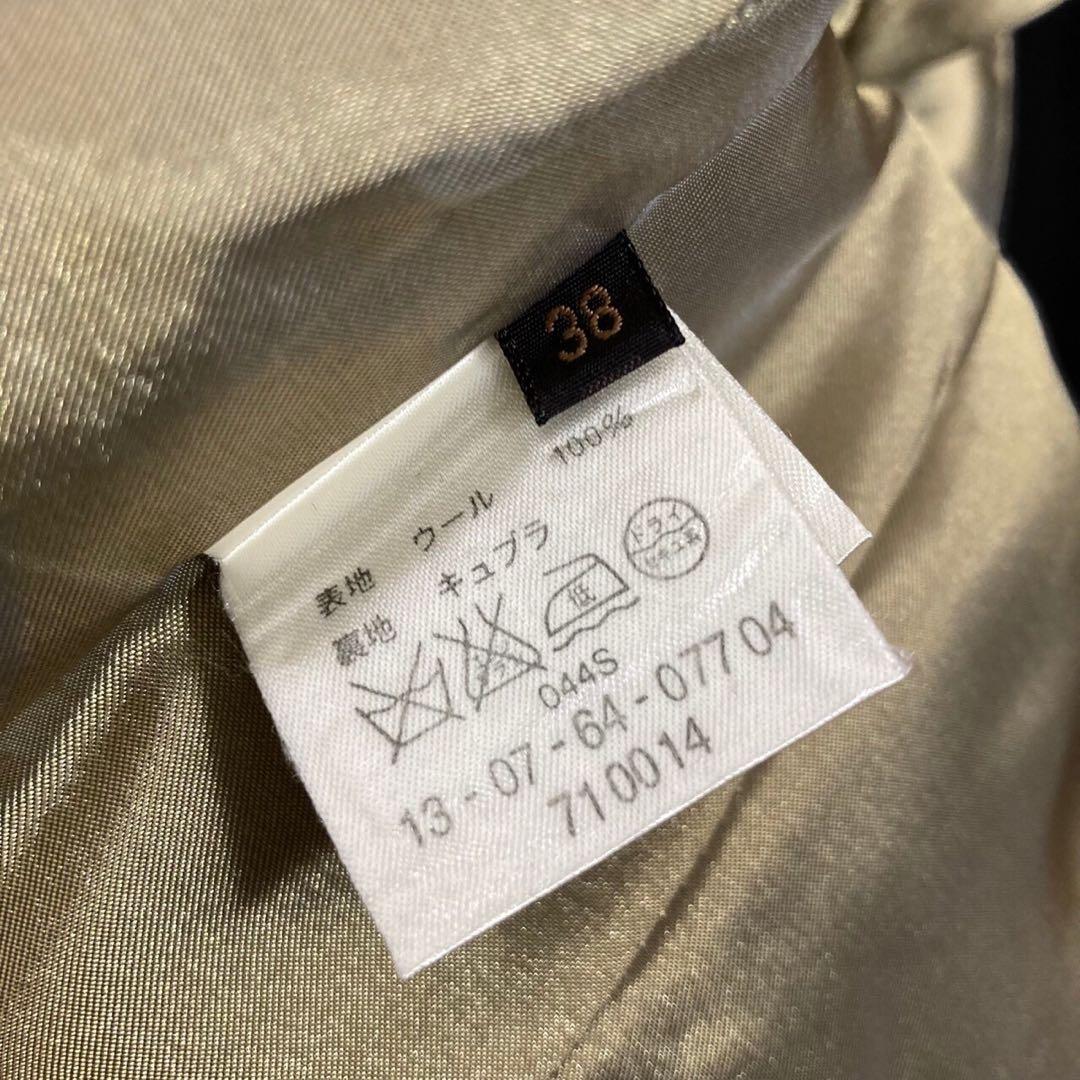 38
100%
表地 ウール
裏地 キュプラ
低
ドライ
044S
13-07-64-07704
710014